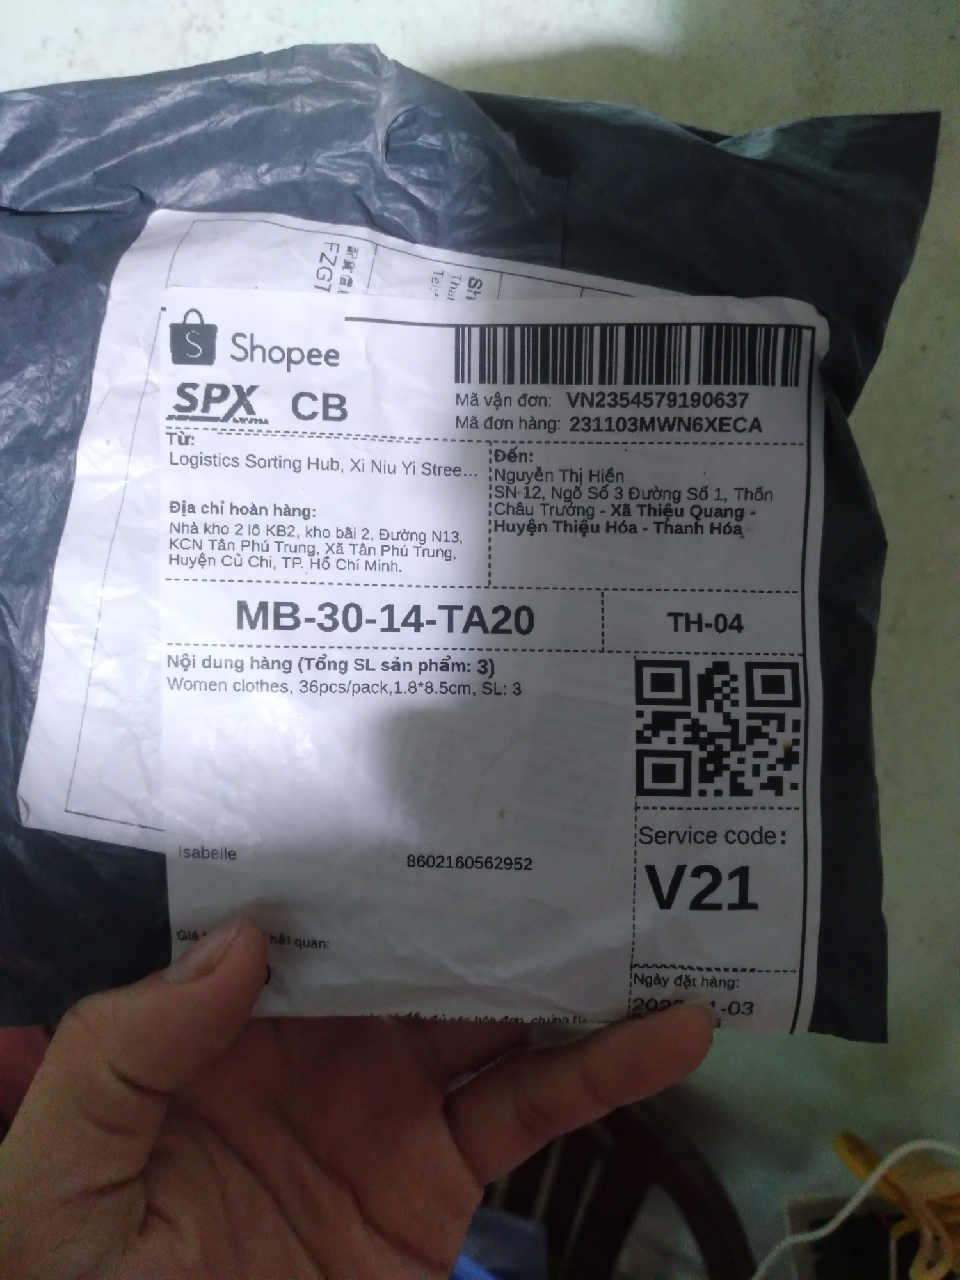 FZGT
Shopee
SPX CB
Mã vận đơn: VN2354579190637
Mã đơn hàng: 231103MWN6XECA
Từ:
Logistics Sorting Hub, Xi Niu Yi Stree...
Địa chỉ hoàn hàng:
Nhà kho 2 lô KB2, kho bãi 2, Đường N13,
KCN Tân Phú Trung, Xã Tân Phú Trung,
Huyện Củ Chi, TP. Hồ Chí Minh.
Đến:
Nguyễn Thị Hiền
SN 12, Ngõ Số 3 Đường Số 1, Thôn
Châu Trướng - Xã Thiệu Quang -
Huyện Thiệu Hóa - Thanh Hóa
MB-30-14-TA20
TH-04
Nội dung hàng (Tổng SL sản phẩm: 3)
Women clothes, 36pcs/pack,1.8*8.5cm, SL: 3
Service code:
V21
Isabelle
8602160562952
Giá hải quan:
Ngày đặt hàng:
-03